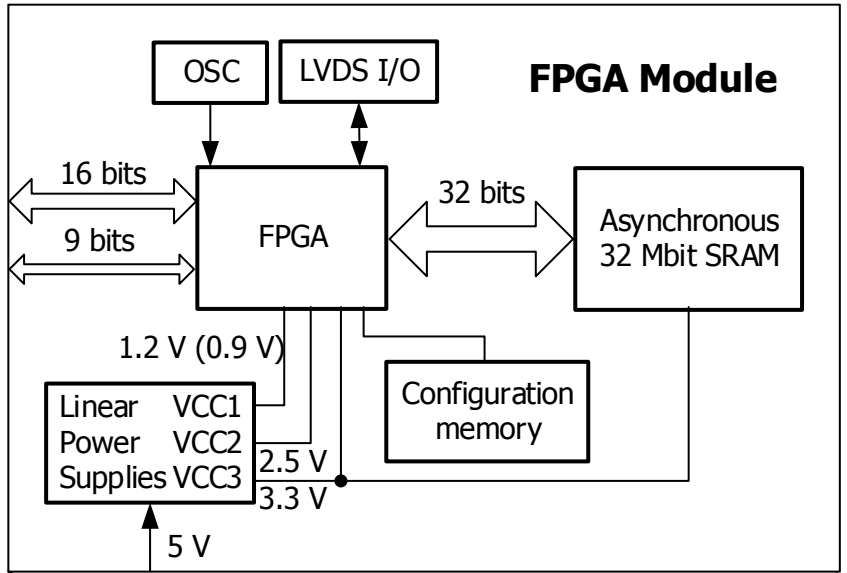 FPGA Module
OSC
LVDS I/O
16 bits
9 bits
FPGA
32 bits
Asynchronous
32 Mbit SRAM
1.2 V (0.9 V)
Configuration
memory
Linear VCC1
Power VCC2
Supplies VCC3
2.5 V
3.3 V
5 V